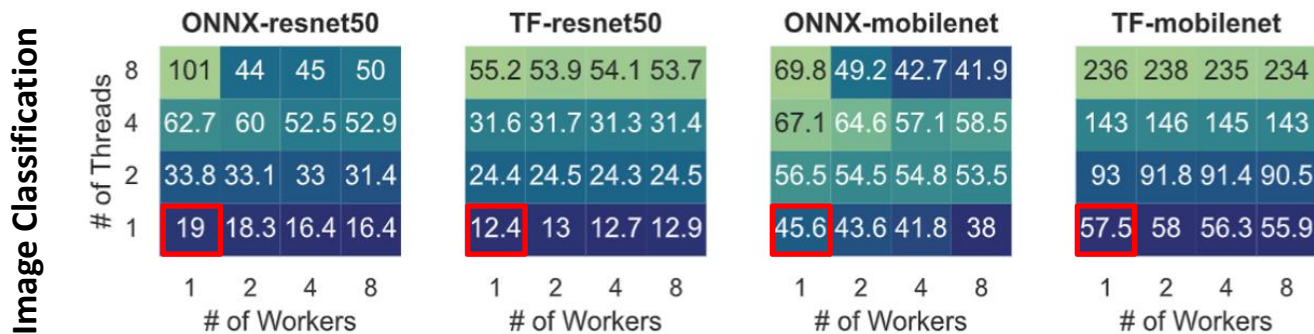 Image Classification
ONNX-resnet50 TF-resnet50 ONNX-mobilenet TF-mobilenet
# of Threads
8 101 44 45 50 55.2 53.9 54.1 53.7 69.8 49.2 42.7 41.9 236 238 235 234
4 62.7 60 52.5 52.9 31.6 31.7 31.3 31.4 67.1 64.6 57.1 58.5 143 146 145 143
2 33.8 33.1 33 31.4 24.4 24.5 24.3 24.5 56.5 54.5 54.8 53.5 93 91.8 91.4 90.5
1 19 18.3 16.4 16.4 12.4 13 12.7 12.9 45.6 43.6 41.8 38 57.5 58 56.3 55.9
1 2 4 8 1 2 4 8 1 2 4 8 1 2 4 8
# of Workers # of Workers # of Workers # of Workers